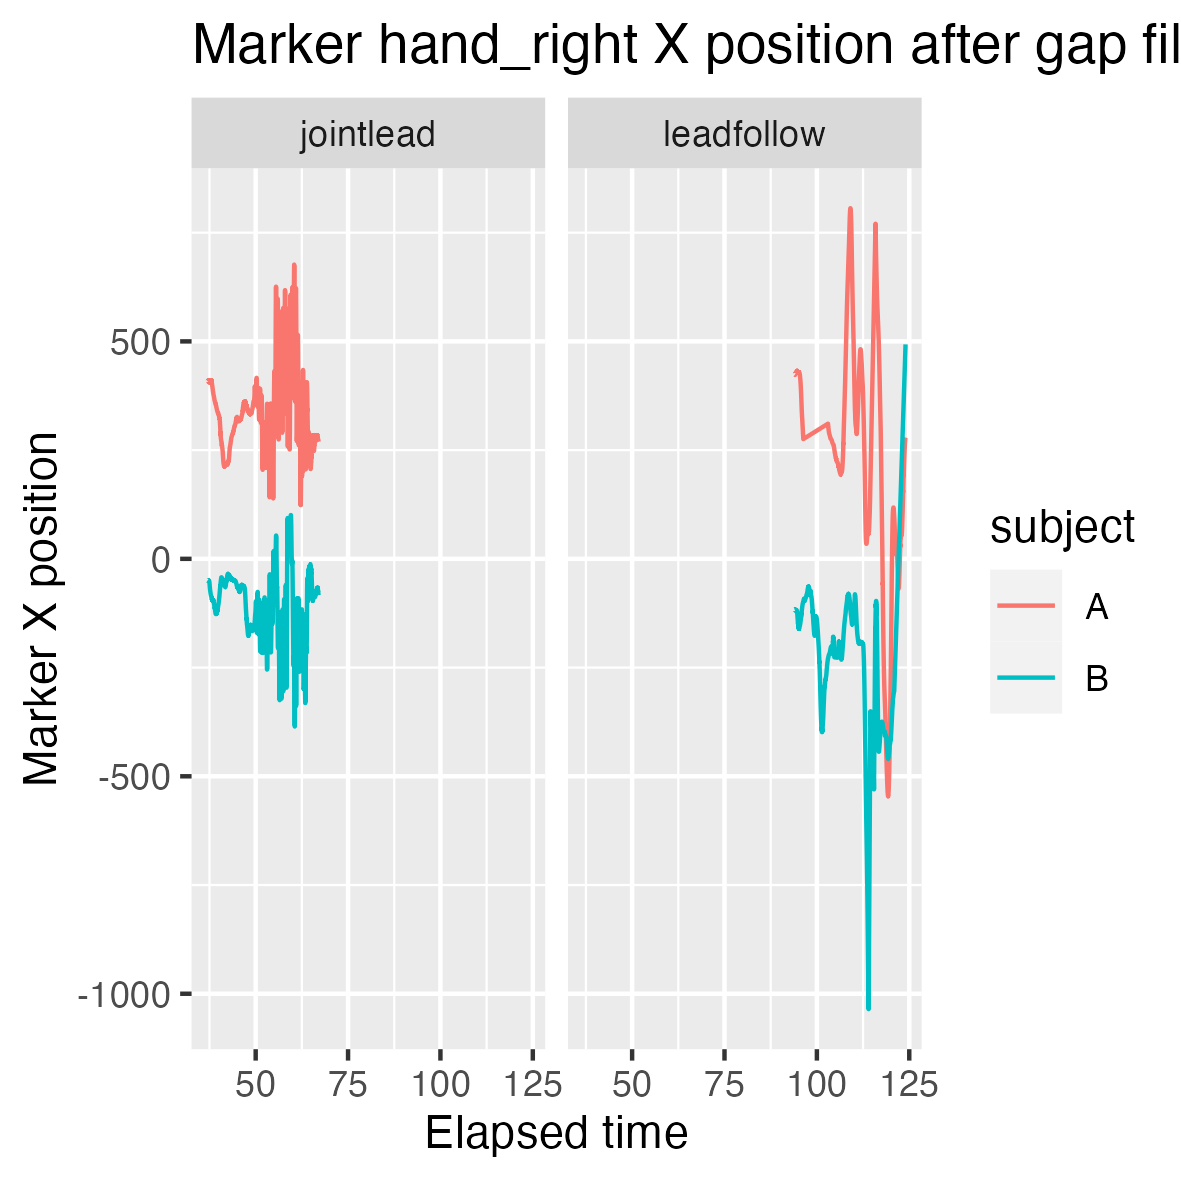 Marker hand_right X position after gap fil
jointlead
leadfollow
500
0
-500
-1000
Marker X position
50
75
100
125
50
75
100
125
Elapsed time
subject
A
B